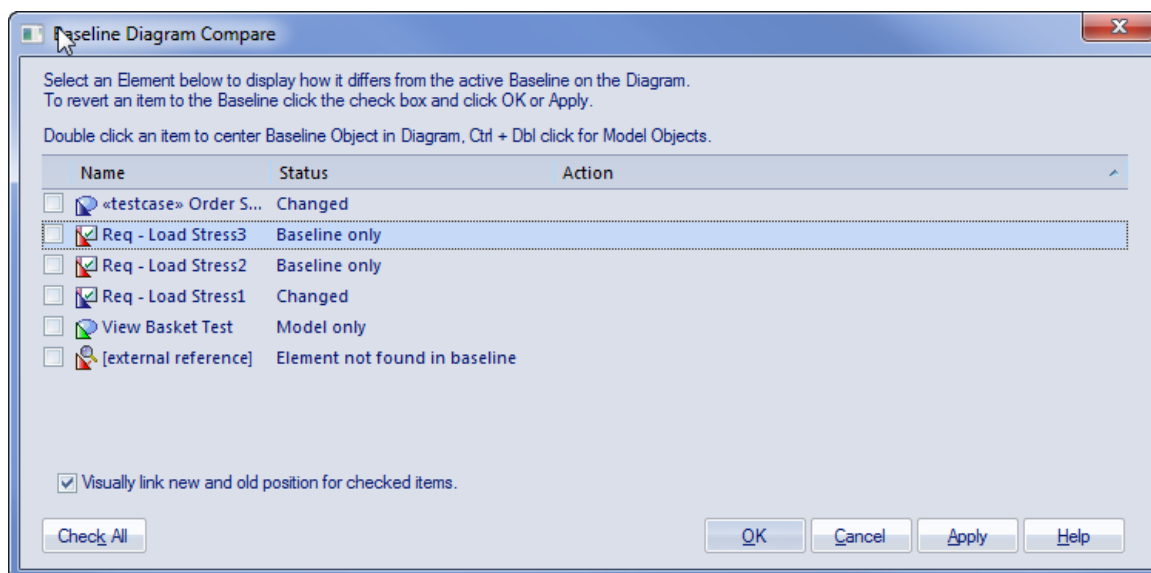 Baseline Diagram Compare
Select an Element below to display how it differs from the active Baseline on the Diagram.
To revert an item to the Baseline click the check box and click OK or Apply.
Double click an item to center Baseline Object in Diagram, Ctrl + Dbl click for Model Objects.
Name Status Action
«testcase» Order S... Changed
Req - Load Stress3 Baseline only
Req - Load Stress2 Baseline only
Req - Load Stress1 Changed
View Basket Test Model only
[external reference] Element not found in baseline
Visually link new and old position for checked items.
Check All OK Cancel Apply Help